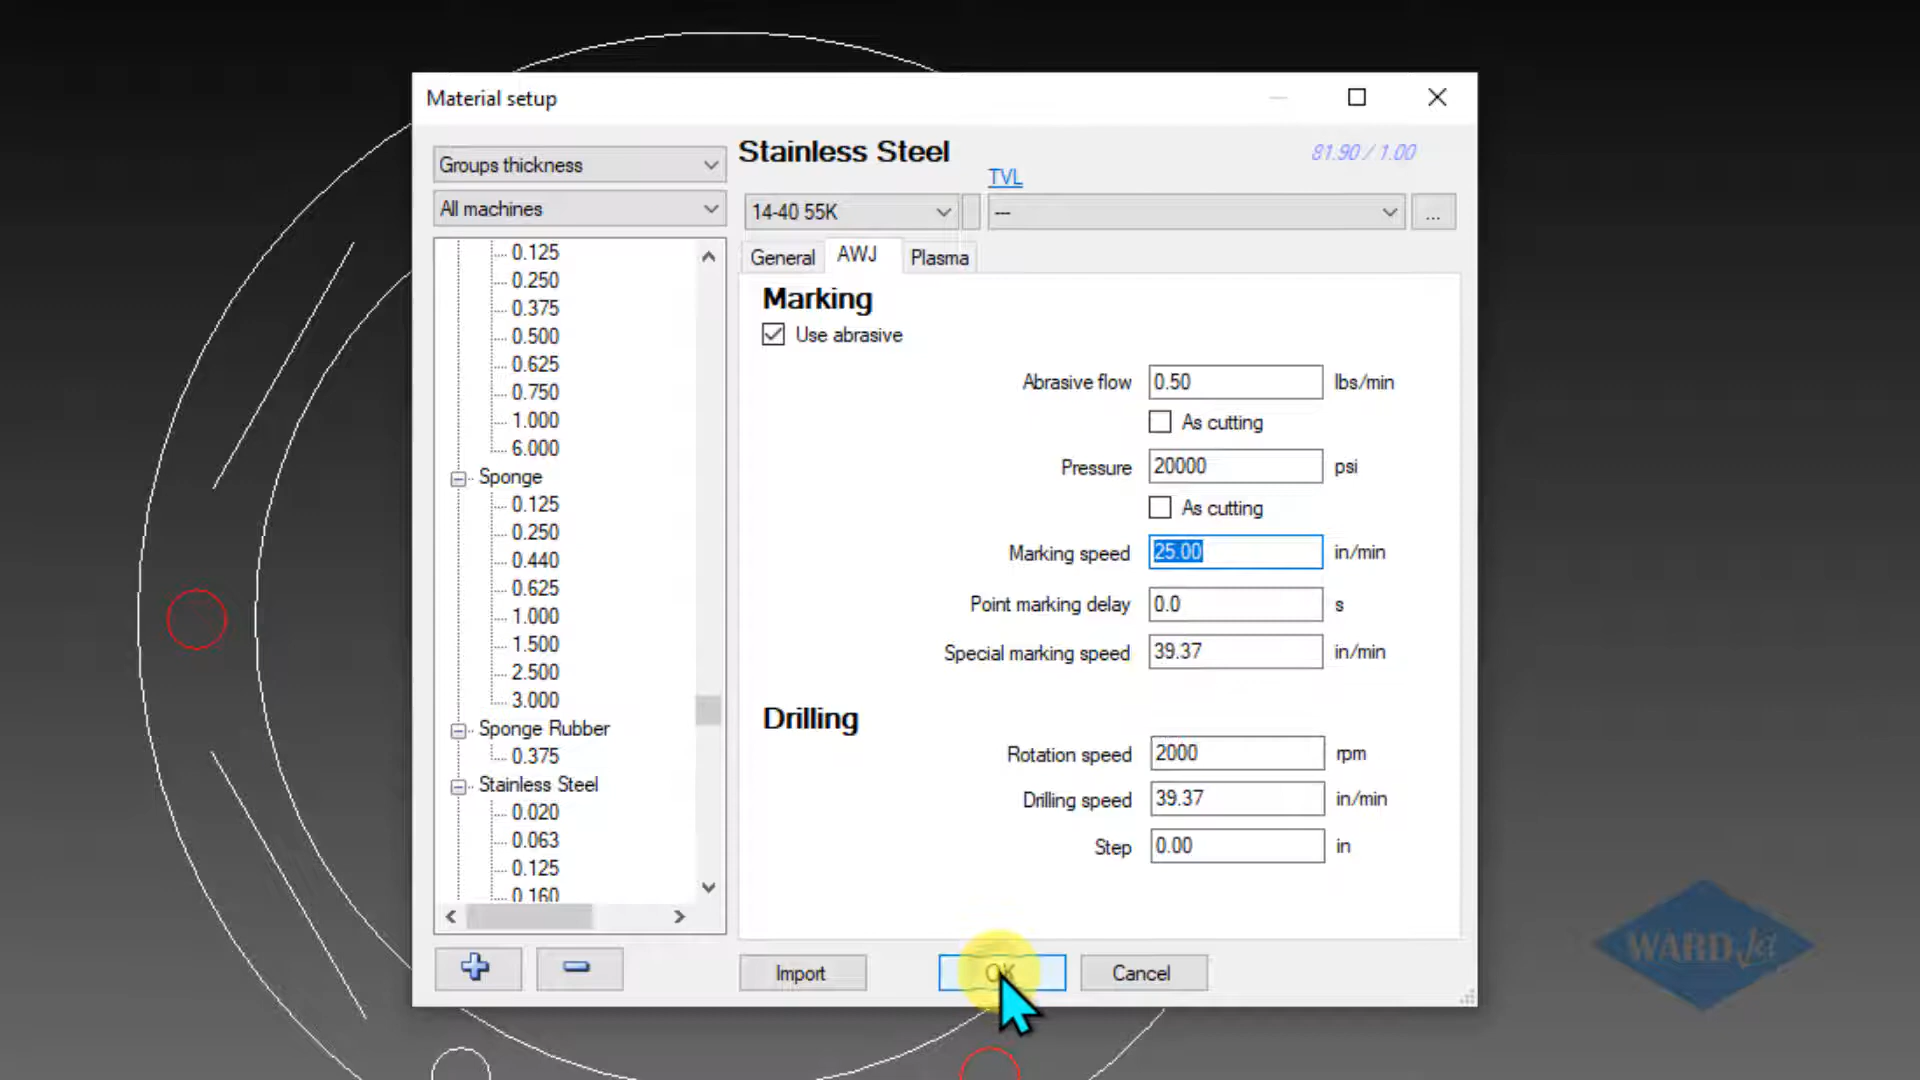 Material setup
Groups thickness
All machines
0.125
0.250
0.375
0.500
0.625
0.750
1.000
6.000
Sponge
0.125
0.250
0.440
0.625
1.000
1.500
2.500
3.000
Sponge Rubber
0.375
Stainless Steel
0.020
0.063
0.125
0.160
Stainless Steel
81.90 / 1.00
TVL
14-40 55K
---
...
General
AWJ
Plasma
Marking
Use abrasive
Abrasive flow 0.50 lbs/min
As cutting
Pressure 20000 psi
As cutting
Marking speed 25.00 in/min
Point marking delay 0.0 s
Special marking speed 39.37 in/min
Drilling
Rotation speed 2000 rpm
Drilling speed 39.37 in/min
Step 0.00 in
Import
OK
Cancel
WARDJet